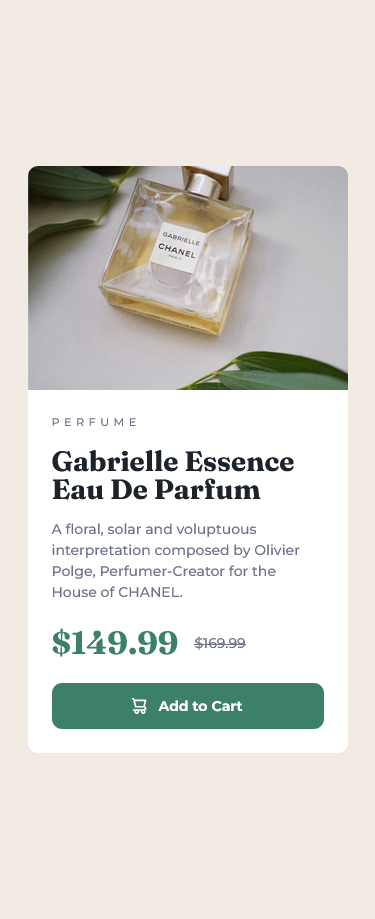 GABRIELLE
CHANEL
PARIS
PERFUME
Gabrielle Essence
Eau De Parfum
A floral, solar and voluptuous
interpretation composed by Olivier
Polge, Perfumer-Creator for the
House of CHANEL.
$149.99 $169.99
Add to Cart